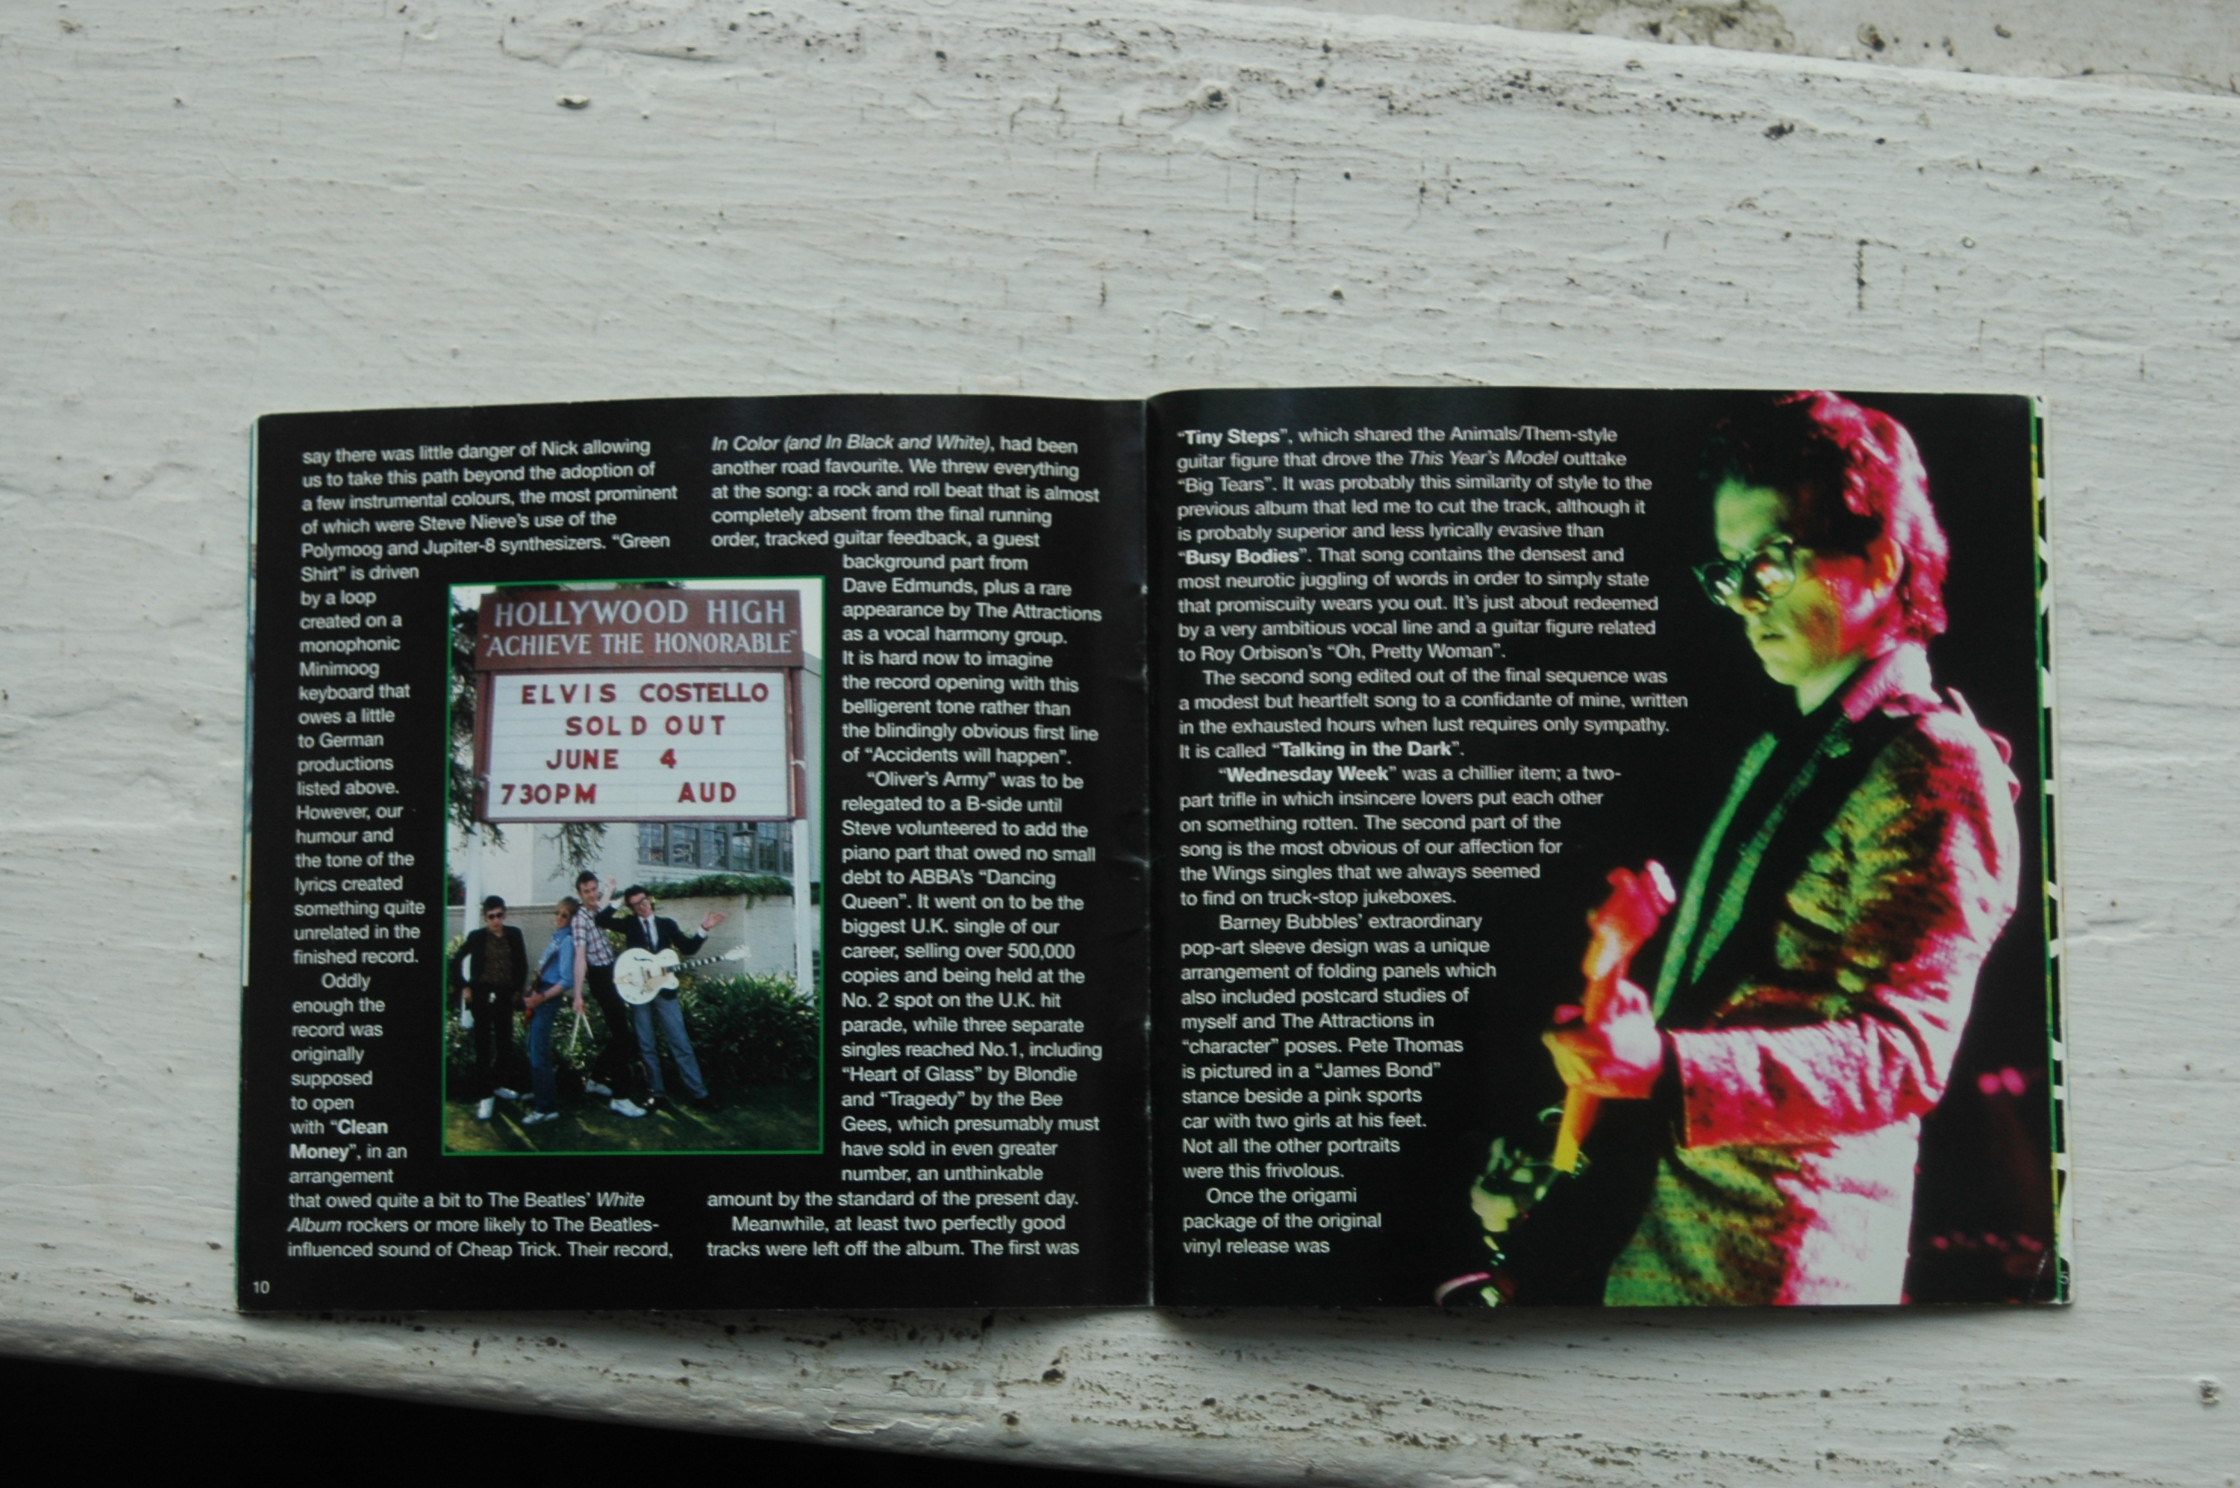 say there was little danger of Nick allowing
us to take this path beyond the adoption of
a few instrumental colours, the most prominent
of which were Steve Nieve's use of the
Polymoog and Jupiter-8 synthesizers. “Green
Shirt” is driven
by a loop
created on a
monophonic
Minimoog
keyboard that
owes a little
to German
productions
listed above.
However, our
humour and
the tone of the
lyrics created
something quite
unrelated in the
finished record.
Oddly
enough the
record was
originally
supposed
to open
with “Clean
Money”, in an
arrangement
that owed quite a bit to The Beatles' White
Album rockers or more likely to The Beatles-
influenced sound of Cheap Trick. Their record,
10
HOLLYWOOD HIGH
"ACHIEVE THE HONORABLE"
ELVIS COSTELLO
SOLD OUT
JUNE 4
730PM AUD
In Color (and In Black and White), had been
another road favourite. We threw everything
at the song: a rock and roll beat that is almost
completely absent from the final running
order, tracked guitar feedback, a guest
background part from
Dave Edmunds, plus a rare
appearance by The Attractions
as a vocal harmony group.
It is hard now to imagine
the record opening with this
belligerent tone rather than
the blindingly obvious first line
of “Accidents will happen”.
“Oliver's Army” was to be
relegated to a B-side until
Steve volunteered to add the
piano part that owed no small
debt to ABBA's “Dancing
Queen”. It went on to be the
biggest U.K. single of our
career, selling over 500,000
copies and being held at the
No. 2 spot on the U.K. hit
parade, while three separate
singles reached No.1, including
“Heart of Glass” by Blondie
and “Tragedy” by the Bee
Gees, which presumably must
have sold in even greater
number, an unthinkable
amount by the standard of the present day.
Meanwhile, at least two perfectly good
tracks were left off the album. The first was
“Tiny Steps”, which shared the Animals/Them-style
guitar figure that drove the This Year's Model outtake
“Big Tears”. It was probably this similarity of style to the
previous album that led me to cut the track, although it
is probably superior and less lyrically evasive than
“Busy Bodies”. That song contains the densest and
most neurotic juggling of words in order to simply state
that promiscuity wears you out. It's just about redeemed
by a very ambitious vocal line and a guitar figure related
to Roy Orbison's “Oh, Pretty Woman”.
The second song edited out of the final sequence was
a modest but heartfelt song to a confidante of mine, written
in the exhausted hours when lust requires only sympathy.
It is called “Talking in the Dark”.
“Wednesday Week” was a chillier item; a two-
part trifle in which insincere lovers put each other
on something rotten. The second part of the
song is the most obvious of our affection for
the Wings singles that we always seemed
to find on truck-stop jukeboxes.
Barney Bubbles' extraordinary
pop-art sleeve design was a unique
arrangement of folding panels which
also included postcard studies of
myself and The Attractions in
“character” poses. Pete Thomas
is pictured in a “James Bond”
stance beside a pink sports
car with two girls at his feet.
Not all the other portraits
were this frivolous.
Once the origami
package of the original
vinyl release was
5